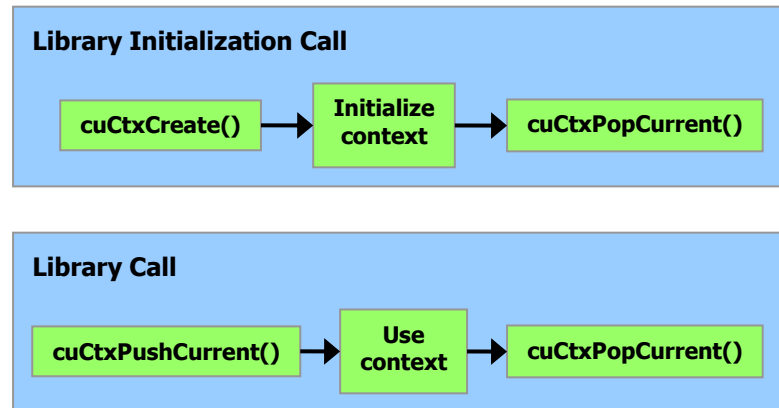 Library Initialization Call
cuCtxCreate()
Initialize
context
cuCtxPopCurrent()
Library Call
cuCtxPushCurrent()
Use
context
cuCtxPopCurrent()